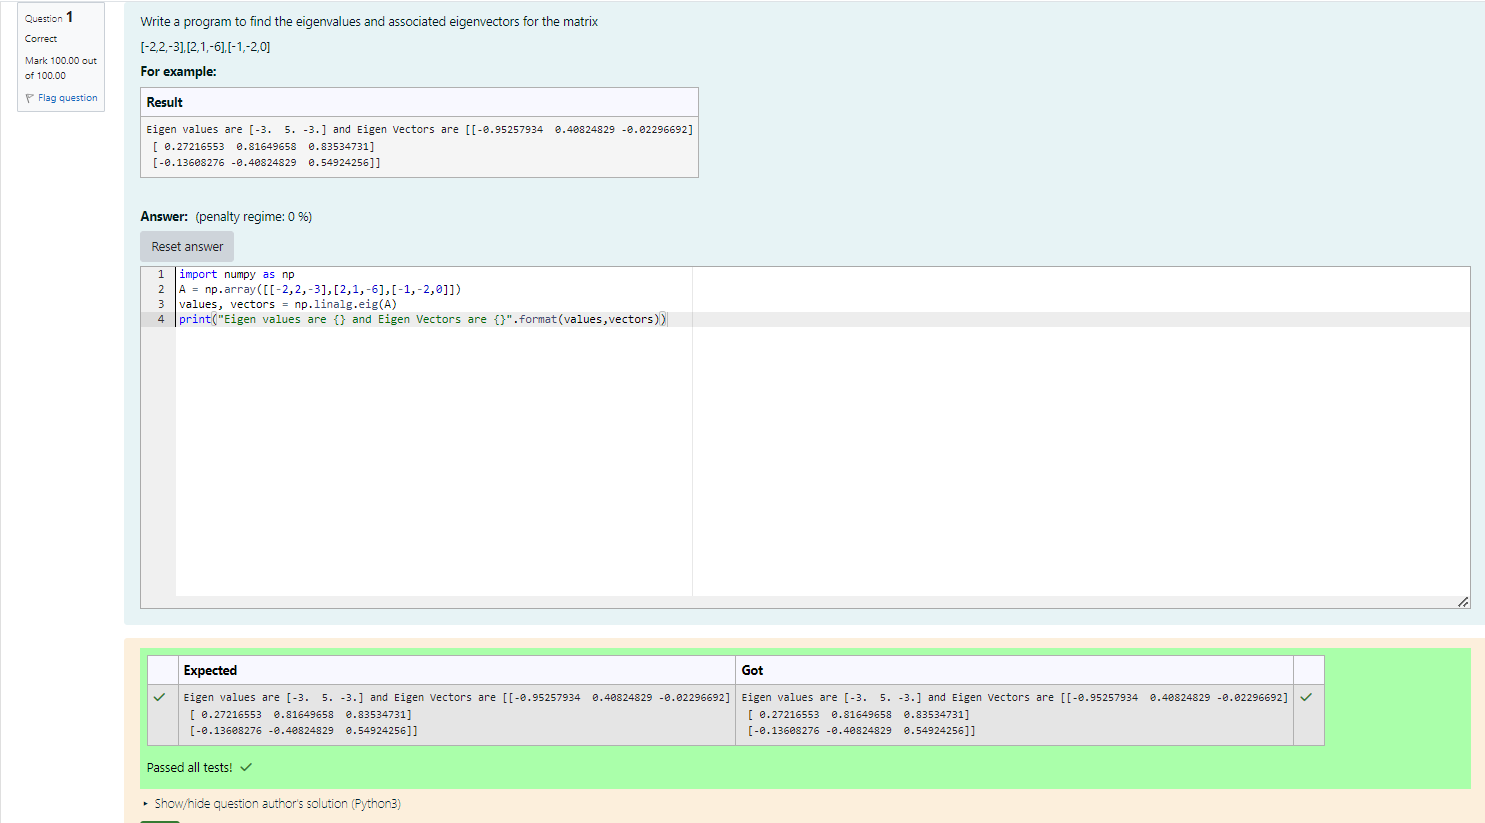 Question 1
Correct
Mark 100.00 out
of 100.00
Flag question
Write a program to find the eigenvalues and associated eigenvectors for the matrix
[-2,2,-3],[2,1,-6],[-1,-2,0]
For example:
Result
Eigen values are [-3.  5. -3.] and Eigen Vectors are [[-0.95257934  0.40824829 -0.02296692]
 [ 0.27216553  0.81649658  0.83534731]
 [-0.13608276 -0.40824829  0.54924256]]
Answer: (penalty regime: 0 %)
Reset answer
1 import numpy as np
2 A = np.array([[-2,2,-3],[2,1,-6],[-1,-2,0]])
3 values, vectors = np.linalg.eig(A)
4 print("Eigen values are {} and Eigen Vectors are {}".format(values,vectors))
Expected Got
Eigen values are [-3.  5. -3.] and Eigen Vectors are [[-0.95257934  0.40824829 -0.02296692] Eigen values are [-3.  5. -3.] and Eigen Vectors are [[-0.95257934  0.40824829 -0.02296692]
 [ 0.27216553  0.81649658  0.83534731] [ 0.27216553  0.81649658  0.83534731]
 [-0.13608276 -0.40824829  0.54924256]] [-0.13608276 -0.40824829  0.54924256]]
Passed all tests!
Show/hide question author's solution (Python3)